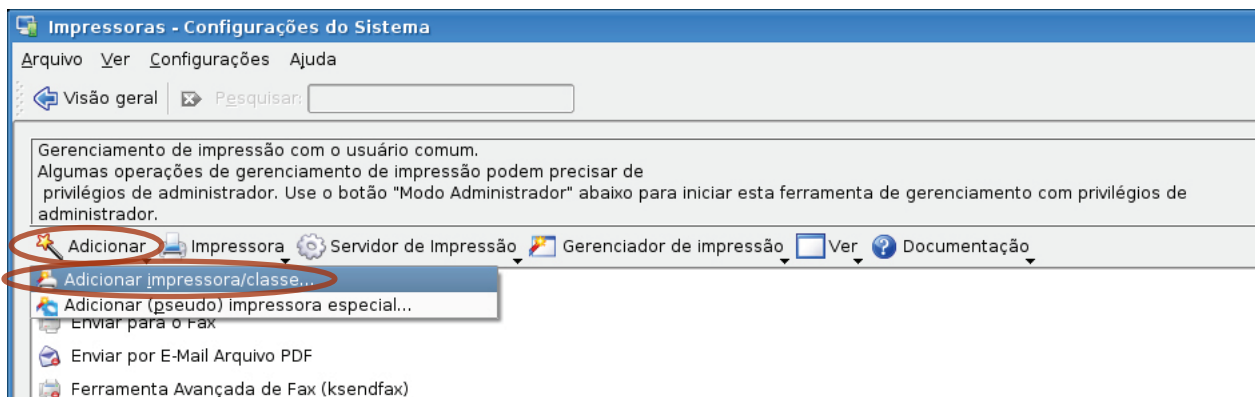 Impressoras - Configurações do Sistema
Arquivo Ver Configurações Ajuda
Visão geral Pesquisar:
Gerenciamento de impressão com o usuário comum.
Algumas operações de gerenciamento de impressão podem precisar de
privilégios de administrador. Use o botão "Modo Administrador" abaixo para iniciar esta ferramenta de gerenciamento com privilégios de
administrador.
Adicionar Impressora Servidor de Impressão Gerenciador de impressão Ver Documentação
Adicionar impressora/classe...
Adicionar (pseudo) impressora especial...
Enviar para o Fax
Enviar por E-Mail Arquivo PDF
Ferramenta Avançada de Fax (ksendfax)